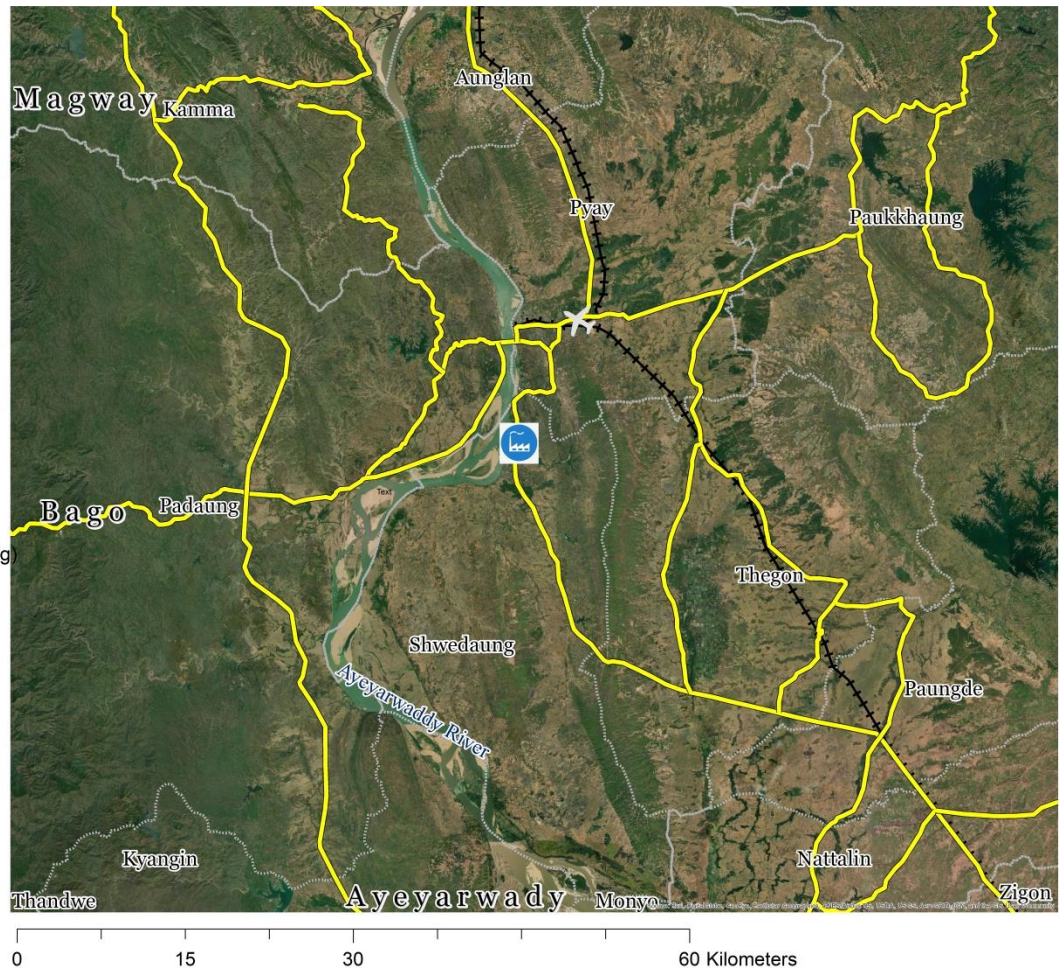 Aunglan
Magway
Kamma
Pyay
Paukkhaung
Text
Bago
Padaung
g)
Thegon
Shwedaung
Ayeyarwaddy River
Paungde
Kyangin
Nattalin
Thandwe
Ayeyarwady
Monyo
Zigon
0 15 30 60 Kilometers